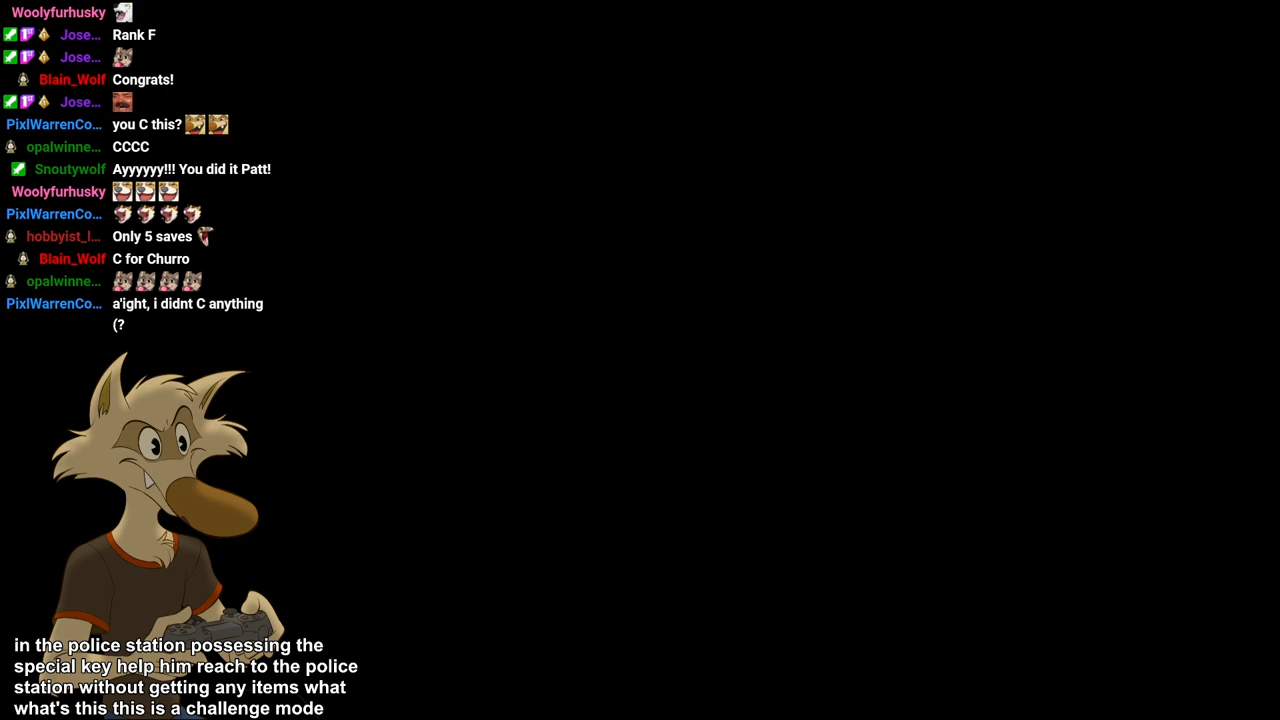 Woolyfurhusky
Jose... Rank F
Jose...
Blain_Wolf Congrats!
Jose...
PixlWarrenCo... you C this?
opalwinne... CCCC
Snoutywolf Ayyyyyy!!! You did it Patt!
Woolyfurhusky
PixlWarrenCo...
hobbyist_l... Only 5 saves
Blain_Wolf C for Churro
opalwinne...
PixlWarrenCo... a'ight, i didnt C anything
(?
in the police station possessing the
special key help him reach to the police
station without getting any items what
what's this this is a challenge mode